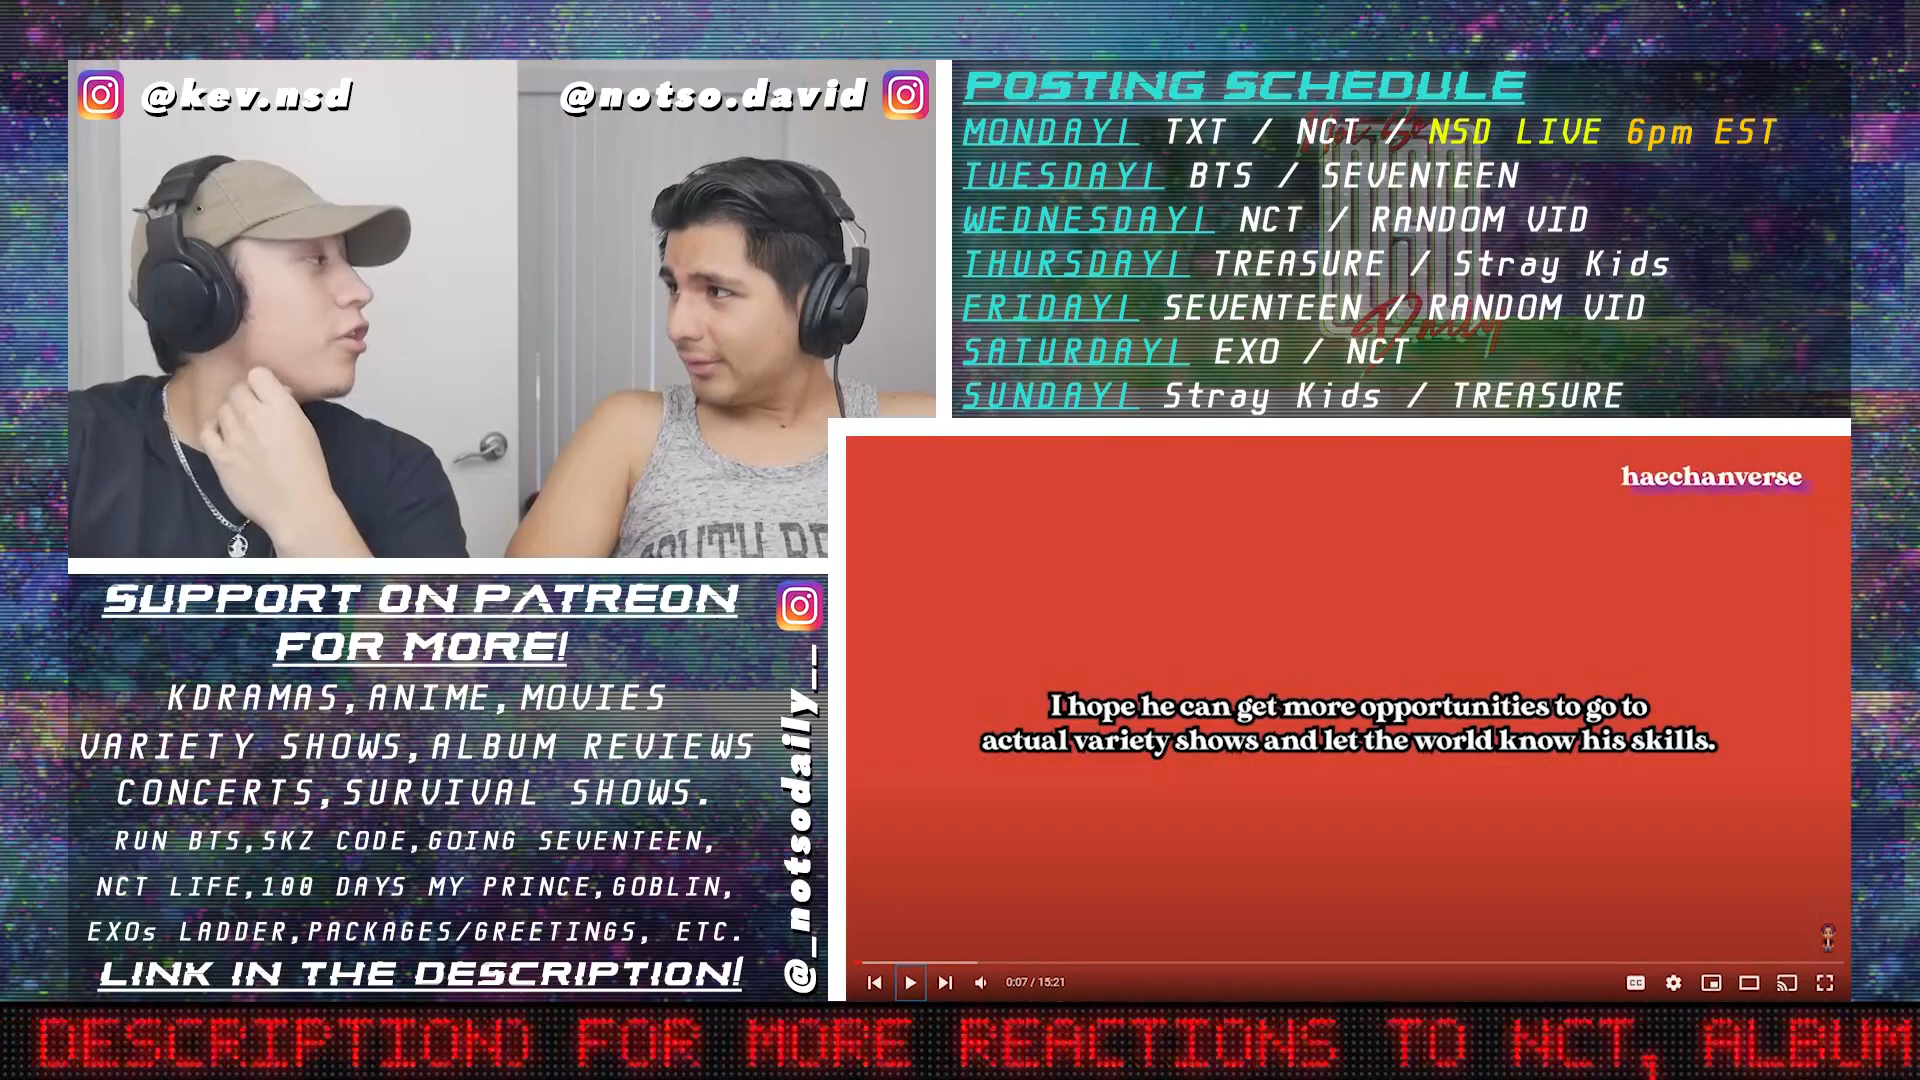 @kev.nsd
@notso.david
POSTING SCHEDULE
MONDAY| TXT / NCT / NSD LIVE 6pm EST
TUESDAY| BTS / SEVENTEEN
WEDNESDAY| NCT / RANDOM VID
THURSDAY| TREASURE / Stray Kids
FRIDAY| SEVENTEEN / RANDOM VID
SATURDAY| EXO / NCT
SUNDAY| Stray Kids / TREASURE
SUPPORT ON PATREON
FOR MORE!
KDRAMAS,ANIME,MOVIES
VARIETY SHOWS,ALBUM REVIEWS
CONCERTS,SURVIVAL SHOWS.
RUN BTS,SKZ CODE,GOING SEVENTEEN,
NCT LIFE,100 DAYS MY PRINCE,GOBLIN,
EXOs LADDER,PACKAGES/GREETINGS, ETC.
LINK IN THE DESCRIPTION!
@_notsodaily__
haechanverse
I hope he can get more opportunities to go to
actual variety shows and let the world know his skills.
0:07 / 15:21
CC
DESCRIPTION) FOR MORE REACTIONS TO NCT, ALBUM